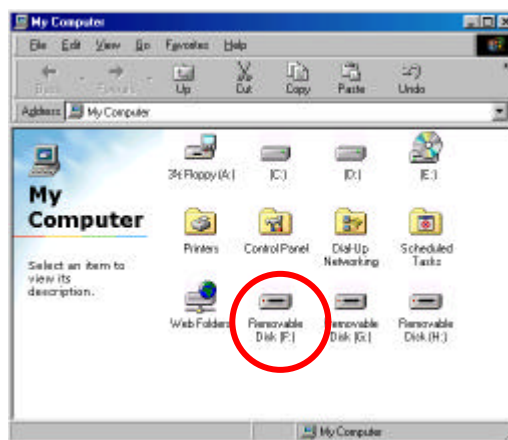 My Computer
File Edit View Go Favorites Help
Back Forward Up Cut Copy Paste Undo
Address My Computer
3½ Floppy (A:) (C:) (D:) (E:)
My
Computer
Printers Control Panel Dial-Up Networking Scheduled Tasks
Select an item to
view its
description.
Web Folders Removable Disk (F:) Removable Disk (G:) Removable Disk (H:)
My Computer